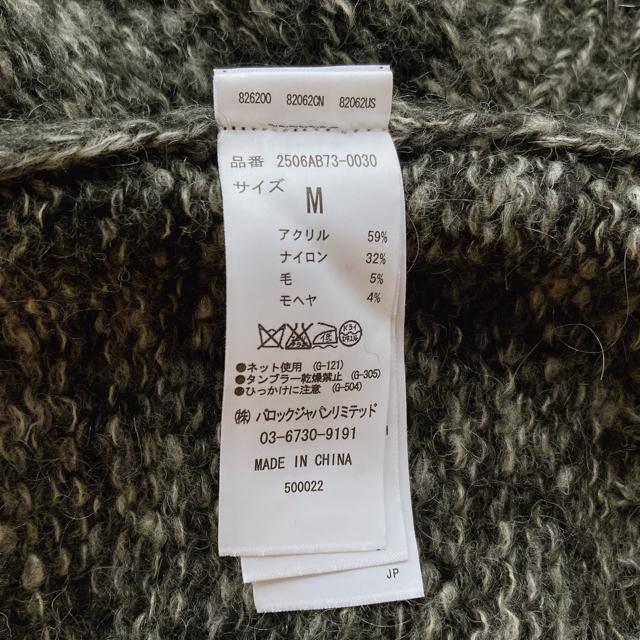 826200 82062CN 82062US
品番 2506AB73-0030
サイズ
M
アクリル 59%
ナイロン 32%
毛 5%
モヘヤ 4%
●ネット使用 (G-121)
●タンブラー乾燥禁止 (G-305)
●ひっかけに注意 (G-504)
(株) バロックジャパンリミテッド
03-6730-9191
MADE IN CHINA
500022
JP